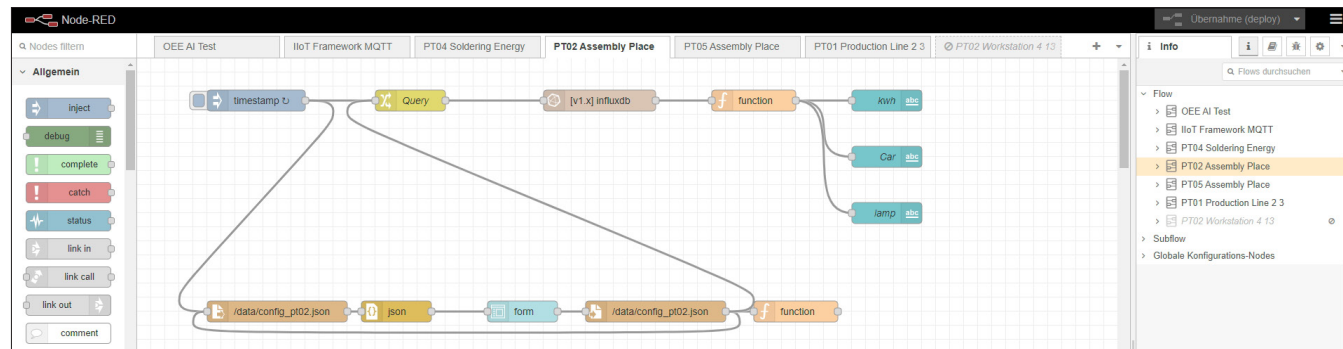 Node-RED
Übernahme (deploy)
Nodes filtern
OEE AI Test
IIoT Framework MQTT
PT04 Soldering Energy
PT02 Assembly Place
PT05 Assembly Place
PT01 Production Line 2 3
PT02 Workstation 4 13
i Info
i
Flows durchsuchen
Allgemein
inject
debug
complete
catch
status
link in
link call
link out
comment
timestamp ↻
Query
[v1.x] influxdb
f function
kwh abc
Car abc
lamp abc
/data/config_pt02.json
json
form
/data/config_pt02.json
f function
Flow
OEE AI Test
IIoT Framework MQTT
PT04 Soldering Energy
PT02 Assembly Place
PT05 Assembly Place
PT01 Production Line 2 3
PT02 Workstation 4 13
Subflow
Globale Konfigurations-Nodes